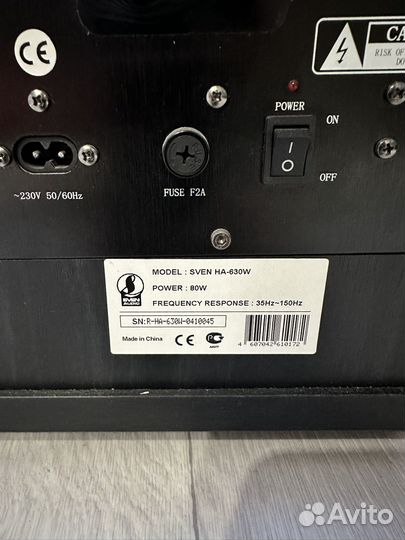 CE
CA
RISK OF
DO
POWER
ON
OFF
~230V 50/60Hz
FUSE F2A
SVEN
AUDIO
MODEL : SVEN HA-630W
POWER : 80W
FREQUENCY RESPONSE : 35Hz~150Hz
SN:R-HA-630W-0410045
Made in China
CE
4 607042 610172
Avito